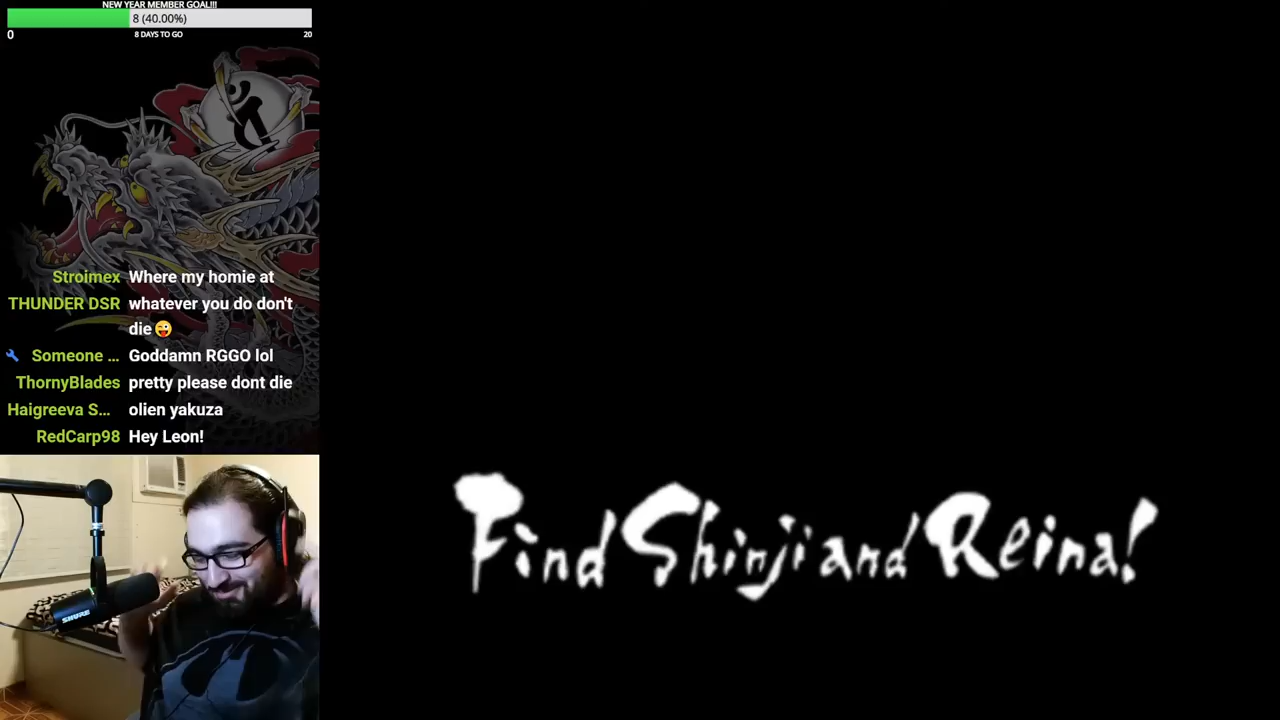 NEW YEAR MEMBER GOAL!!!
8 (40.00%)
0 8 DAYS TO GO 20
Stroimex Where my homie at
THUNDER DSR whatever you do don't
die😜
Someone ... Goddamn RGGO lol
ThornyBlades pretty please dont die
Haigreeva S... olien yakuza
RedCarp98 Hey Leon!
SHURE
Find Shinji and Reina!